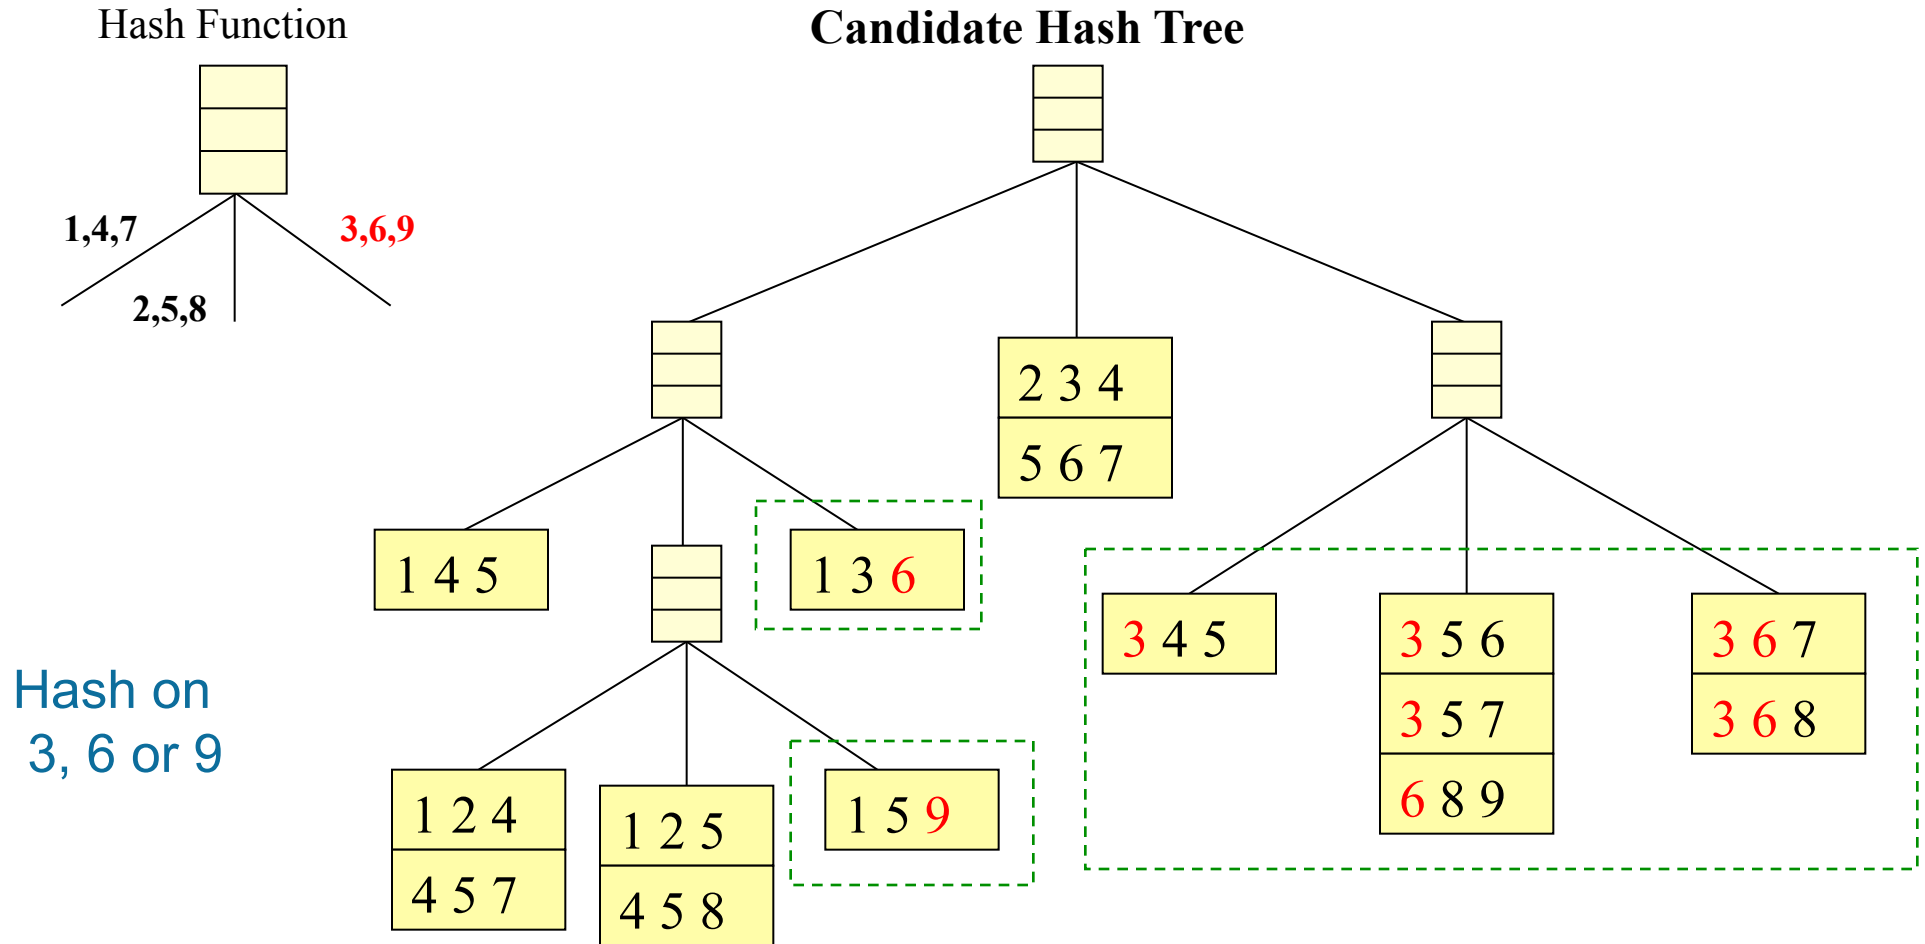 Hash Function
Candidate Hash Tree
1,4,7
3,6,9
2,5,8
2 3 4
5 6 7
1 4 5
1 3 6
3 4 5
3 5 6
3 6 7
3 5 7
3 6 8
6 8 9
Hash on
3, 6 or 9
1 2 4
1 2 5
1 5 9
4 5 7
4 5 8